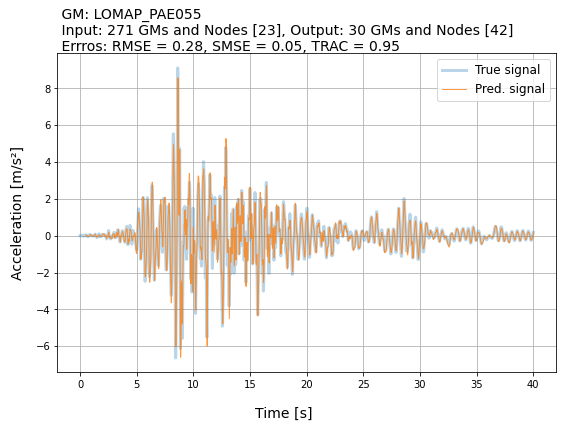 GM: LOMAP_PAE055
Input: 271 GMs and Nodes [23], Output: 30 GMs and Nodes [42]
Erros: RMSE = 0.28, SMSE = 0.05, TRAC = 0.95
True signal
Pred. signal
8
6
4
2
0
−2
−4
−6
Acceleration [m/s²]
0 5 10 15 20 25 30 35 40
Time [s]